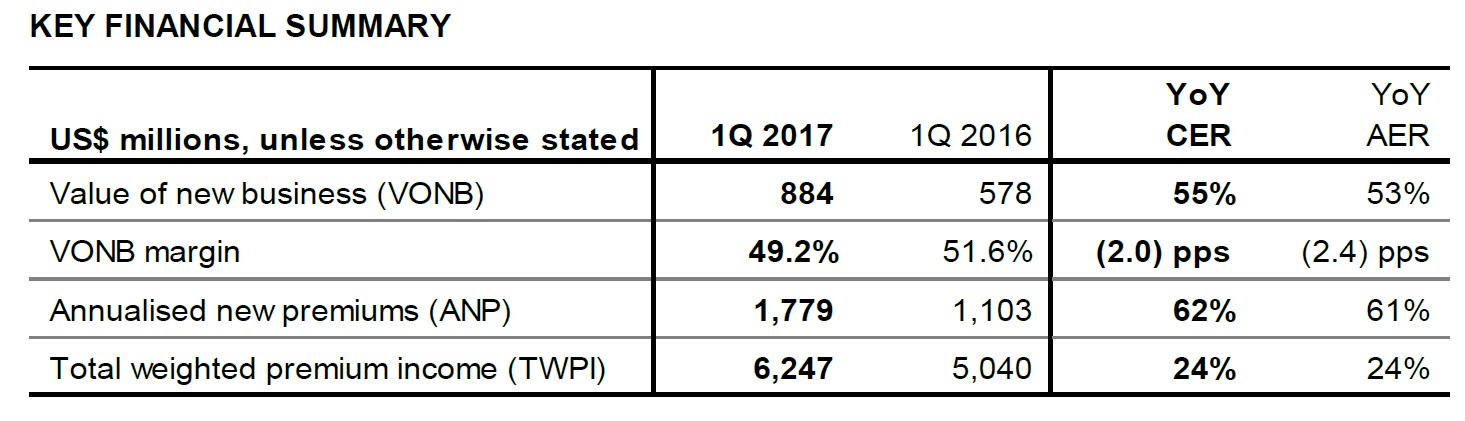 KEY FINANCIAL SUMMARY
YoY YoY
US$ millions, unless otherwise stated 1Q 2017 1Q 2016 CER AER
Value of new business (VONB) 884 578 55% 53%
VONB margin 49.2% 51.6% (2.0) pps (2.4) pps
Annualised new premiums (ANP) 1,779 1,103 62% 61%
Total weighted premium income (TWPI) 6,247 5,040 24% 24%